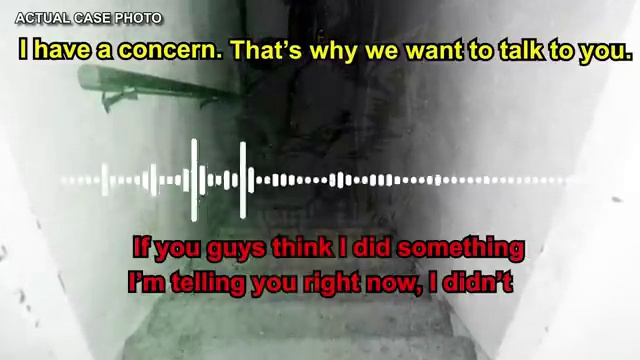 ACTUAL CASE PHOTO
I have a concern. That's why we want to talk to you.
If you guys think I did something
I'm telling you right now, I didn't